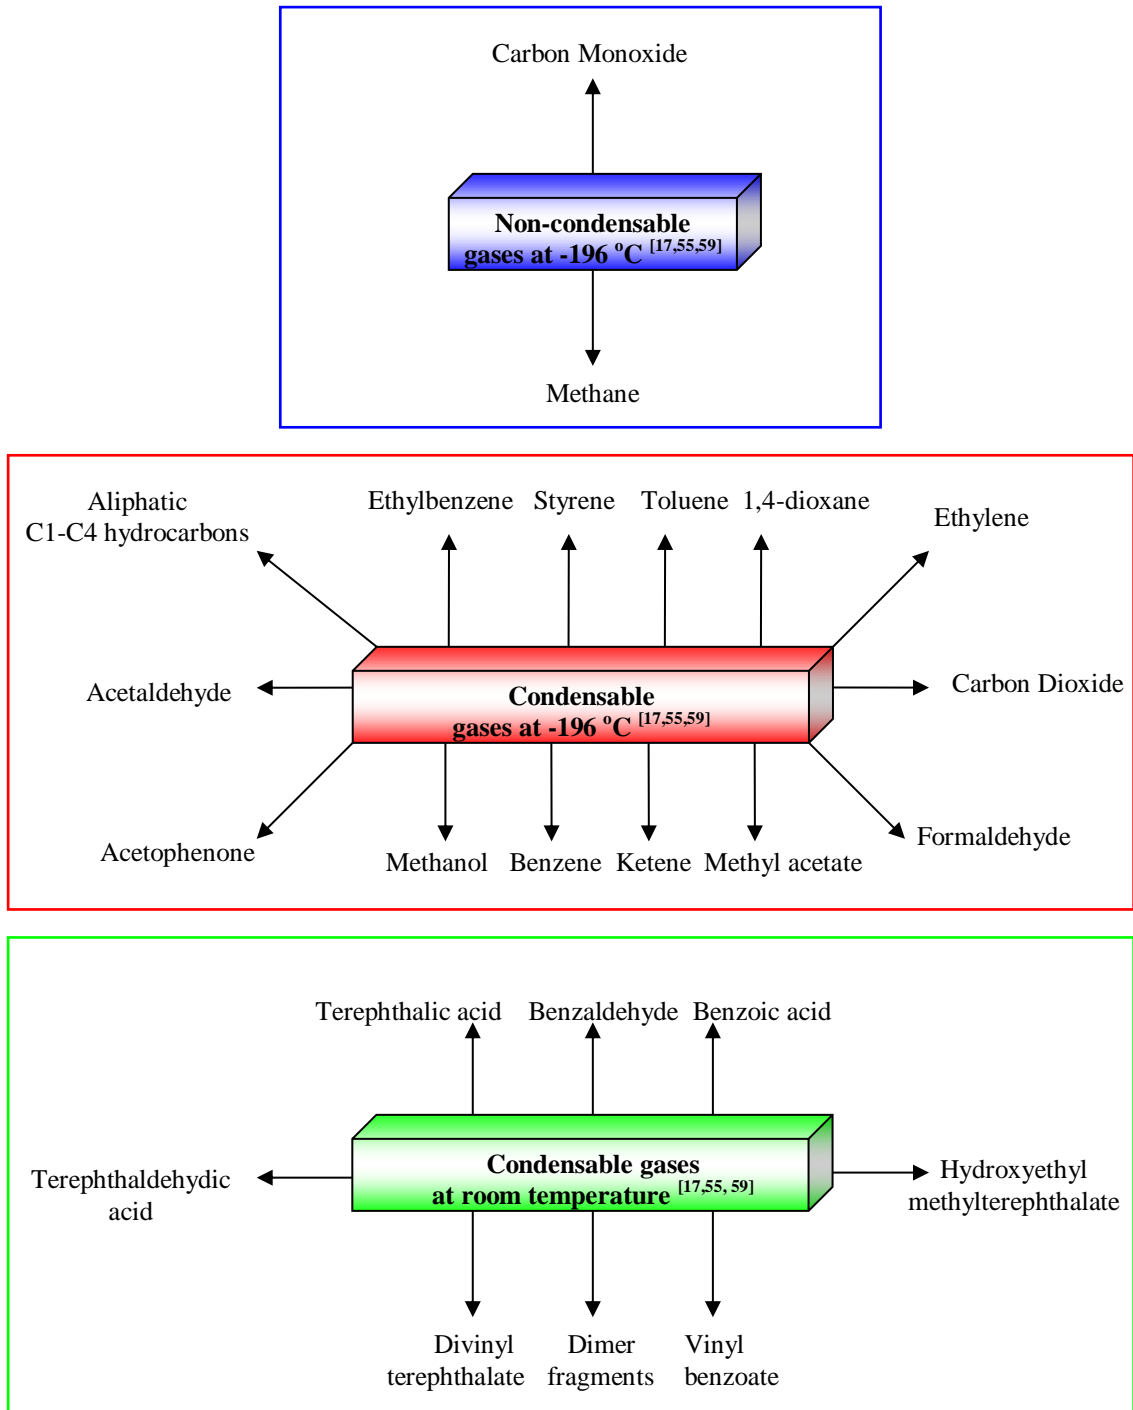 Carbon Monoxide
Non-condensable
gases at -196 °C [17,55,59]
Methane
Aliphatic
C1-C4 hydrocarbons
Ethylbenzene
Styrene
Toluene
1,4-dioxane
Ethylene
Acetaldehyde
Condensable
gases at -196 °C [17,55,59]
Carbon Dioxide
Acetophenone
Methanol
Benzene
Ketene
Methyl acetate
Formaldehyde
Terephthalic acid
Benzaldehyde
Benzoic acid
Terephthaldehydic
acid
Condensable gases
at room temperature [17,55, 59]
Hydroxyethyl
methylterephthalate
Divinyl
terephthalate
Dimer
fragments
Vinyl
benzoate